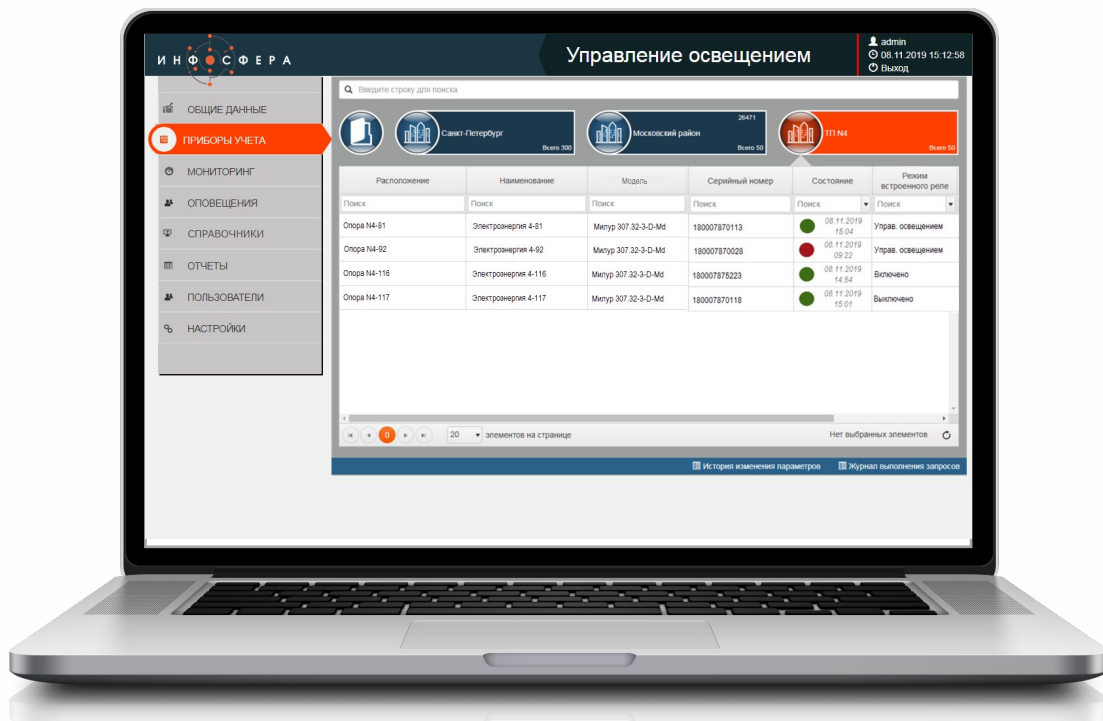 ИНФОСФЕРА
Управление освещением
admin
08.11.2019 15:12:58
Выход
Введите строку для поиска
ОБЩИЕ ДАННЫЕ
ПРИБОРЫ УЧЕТА
МОНИТОРИНГ
ОПОВЕЩЕНИЯ
СПРАВОЧНИКИ
ОТЧЕТЫ
ПОЛЬЗОВАТЕЛИ
НАСТРОЙКИ
Санкт-Петербург
Всего 300
26471
Московский район
Всего 50
ТП N4
Всего 50
Расположение Наименование Модель Серийный номер Состояние Режим
встроенного реле
Поиск Поиск Поиск Поиск Поиск Поиск
Опора N4-81 Электроэнергия 4-81 Милур 307.32-3-D-Md 180007870113 08.11.2019
15:04 Управ. освещением
Опора N4-92 Электроэнергия 4-92 Милур 307.32-3-D-Md 180007870028 08.11.2019
09:22 Управ. освещением
Опора N4-116 Электроэнергия 4-116 Милур 307.32-3-D-Md 180007875223 08.11.2019
14:54 Включено
Опора N4-117 Электроэнергия 4-117 Милур 307.32-3-D-Md 180007870118 08.11.2019
15:01 Выключено
0 20 элементов на странице Нет выбранных элементов
История изменения параметров Журнал выполнения запросов